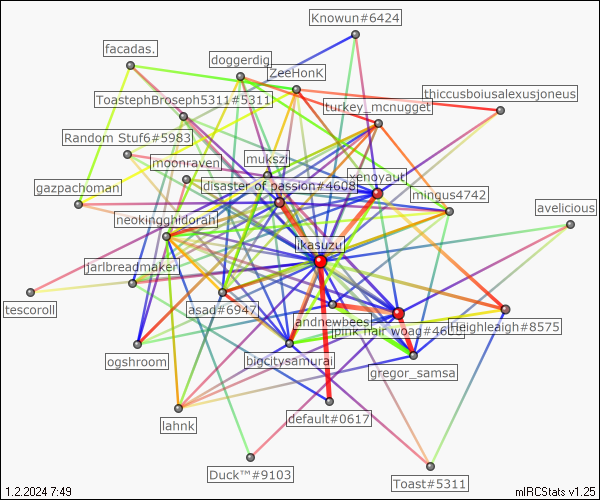 Knowun#6424
facadas.
doggerdig
ZeeHonK
thiccusboiusalexusjoneus
ToastephBroseph5311#5311
turkey_mcnugget
Random Stuf6#5983
mukszi
moonraven
xenoyaut
disaster of passion#4608
gazpachoman
mingus4742
avelicious
neokingghidorah
ikasuzu
jarlbreadmaken
tescoroll
asad#6947
andnewbees
pink hair woad#
Heighleaigh#8575
ogshroom
bigcitysamurai
gregor_samsa
lahnk
default#0617
Duck™#9103
Toast#5311
1.2.2024 7:49
mIRCStats v1.25